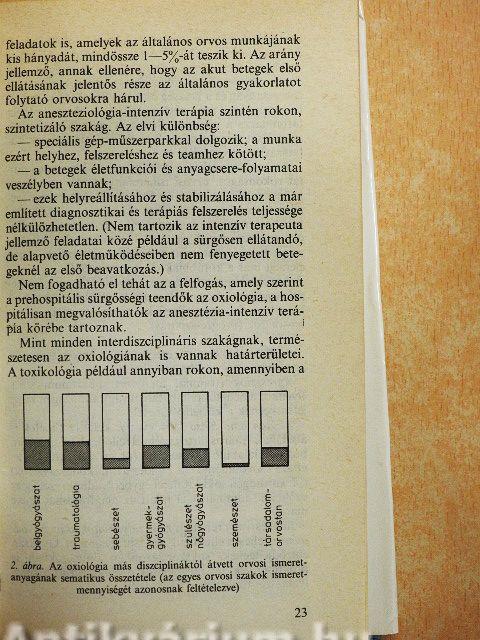 feladatok is, amelyek az általános orvos munkájának
kis hányadát, mindössze 1—5%-át teszik ki. Az arány
jellemző, annak ellenére, hogy az akut betegek első
ellátásának jelentős része az általános gyakorlatot
folytató orvosokra hárul.
Az aneszteziológia-intenzív terápia szintén rokon,
szintetizáló szakág. Az elvi különbség:
— speciális gép-műszerparkkal dolgozik; a munka
ezért helyhez, felszereléshez és teamhez kötött;
— a betegek életfunkciói és anyagcsere-folyamatai
veszélyben vannak;
— ezek helyreállításához és stabilizálásához a már
említett diagnosztikai és terápiás felszerelés teljessége
nélkülözhetetlen. (Nem tartozik az intenzív terapeuta
jellemző feladatai közé például a sürgősen ellátandó,
de alapvető életműködéseiben nem fenyegetett bete-
geknél az első beavatkozás.)
Nem fogadható el tehát az a felfogás, amely szerint
a prehospitális sürgősségi teendők az oxiológia, a hos-
pitálisan megvalósíthatók az anesztézia-intenzív terá-
pia körébe tartoznak.
Mint minden interdiszciplináris szakágnak, termé-
szetesen az oxiológiának is vannak határterületei.
A toxikológia például annyiban rokon, amennyiben a
belgyógyászat
traumatológia
sebészet
gyermek-
gyógyászat
szülészet
nőgyógyászat
szemészet
társadalom-
orvostan
2. ábra. Az oxiológia más diszciplínáktól átvett orvosi ismeret-
anyagának sematikus összetétele (az egyes orvosi szakok ismeret-
mennyiségét azonosnak feltételezve)
23
Antikvárium.hu